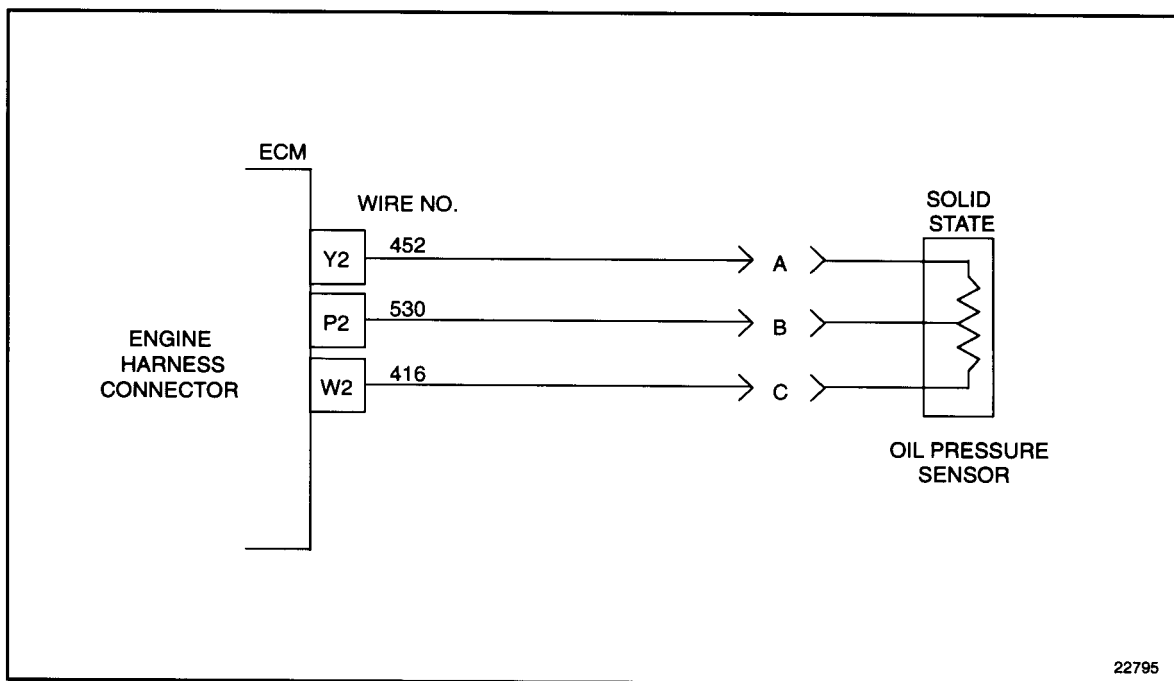 ECM
WIRE NO.
SOLID
STATE
Y2
452
A
P2
530
B
ENGINE
HARNESS
CONNECTOR
W2
416
C
OIL PRESSURE
SENSOR
22795